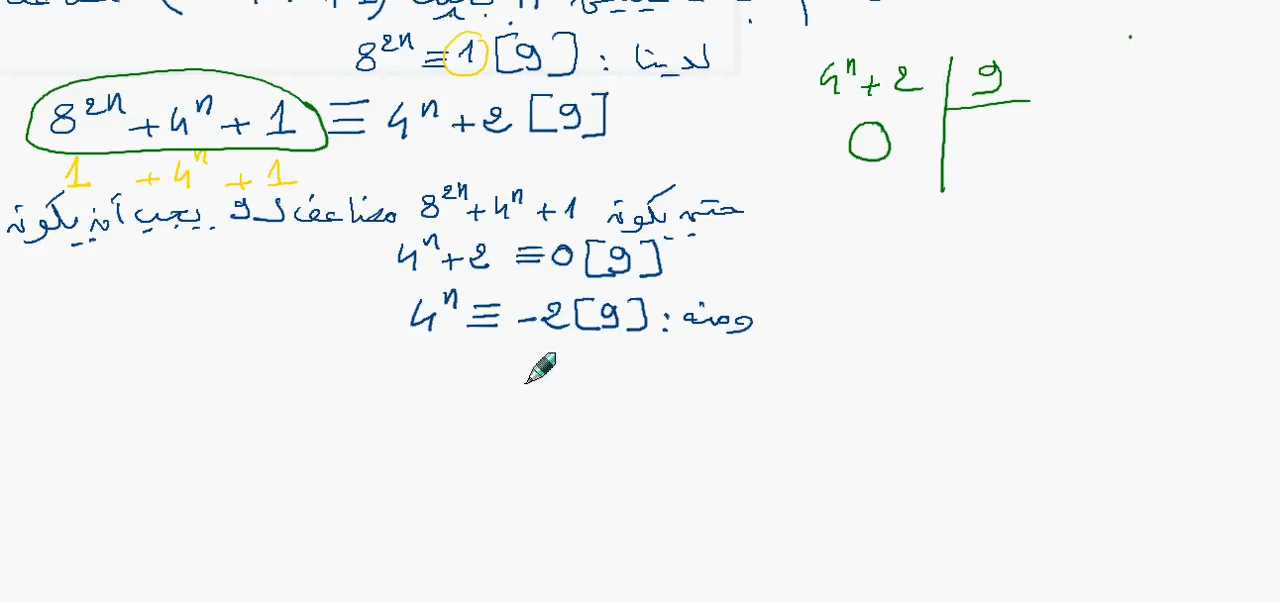 لدينا : 8^{2n} ≡ 1 [9]
8^{2n} + 4^n + 1 ≡ 4^n + 2 [9]
1 + 4^n + 1
حتى يكون 8^{2n} + 4^n + 1 مضاعف لـ 9 يجب أن يكون
4^n + 2 ≡ 0 [9]
ومنه : 4^n ≡ -2 [9]
4^n + 2 | 9
0